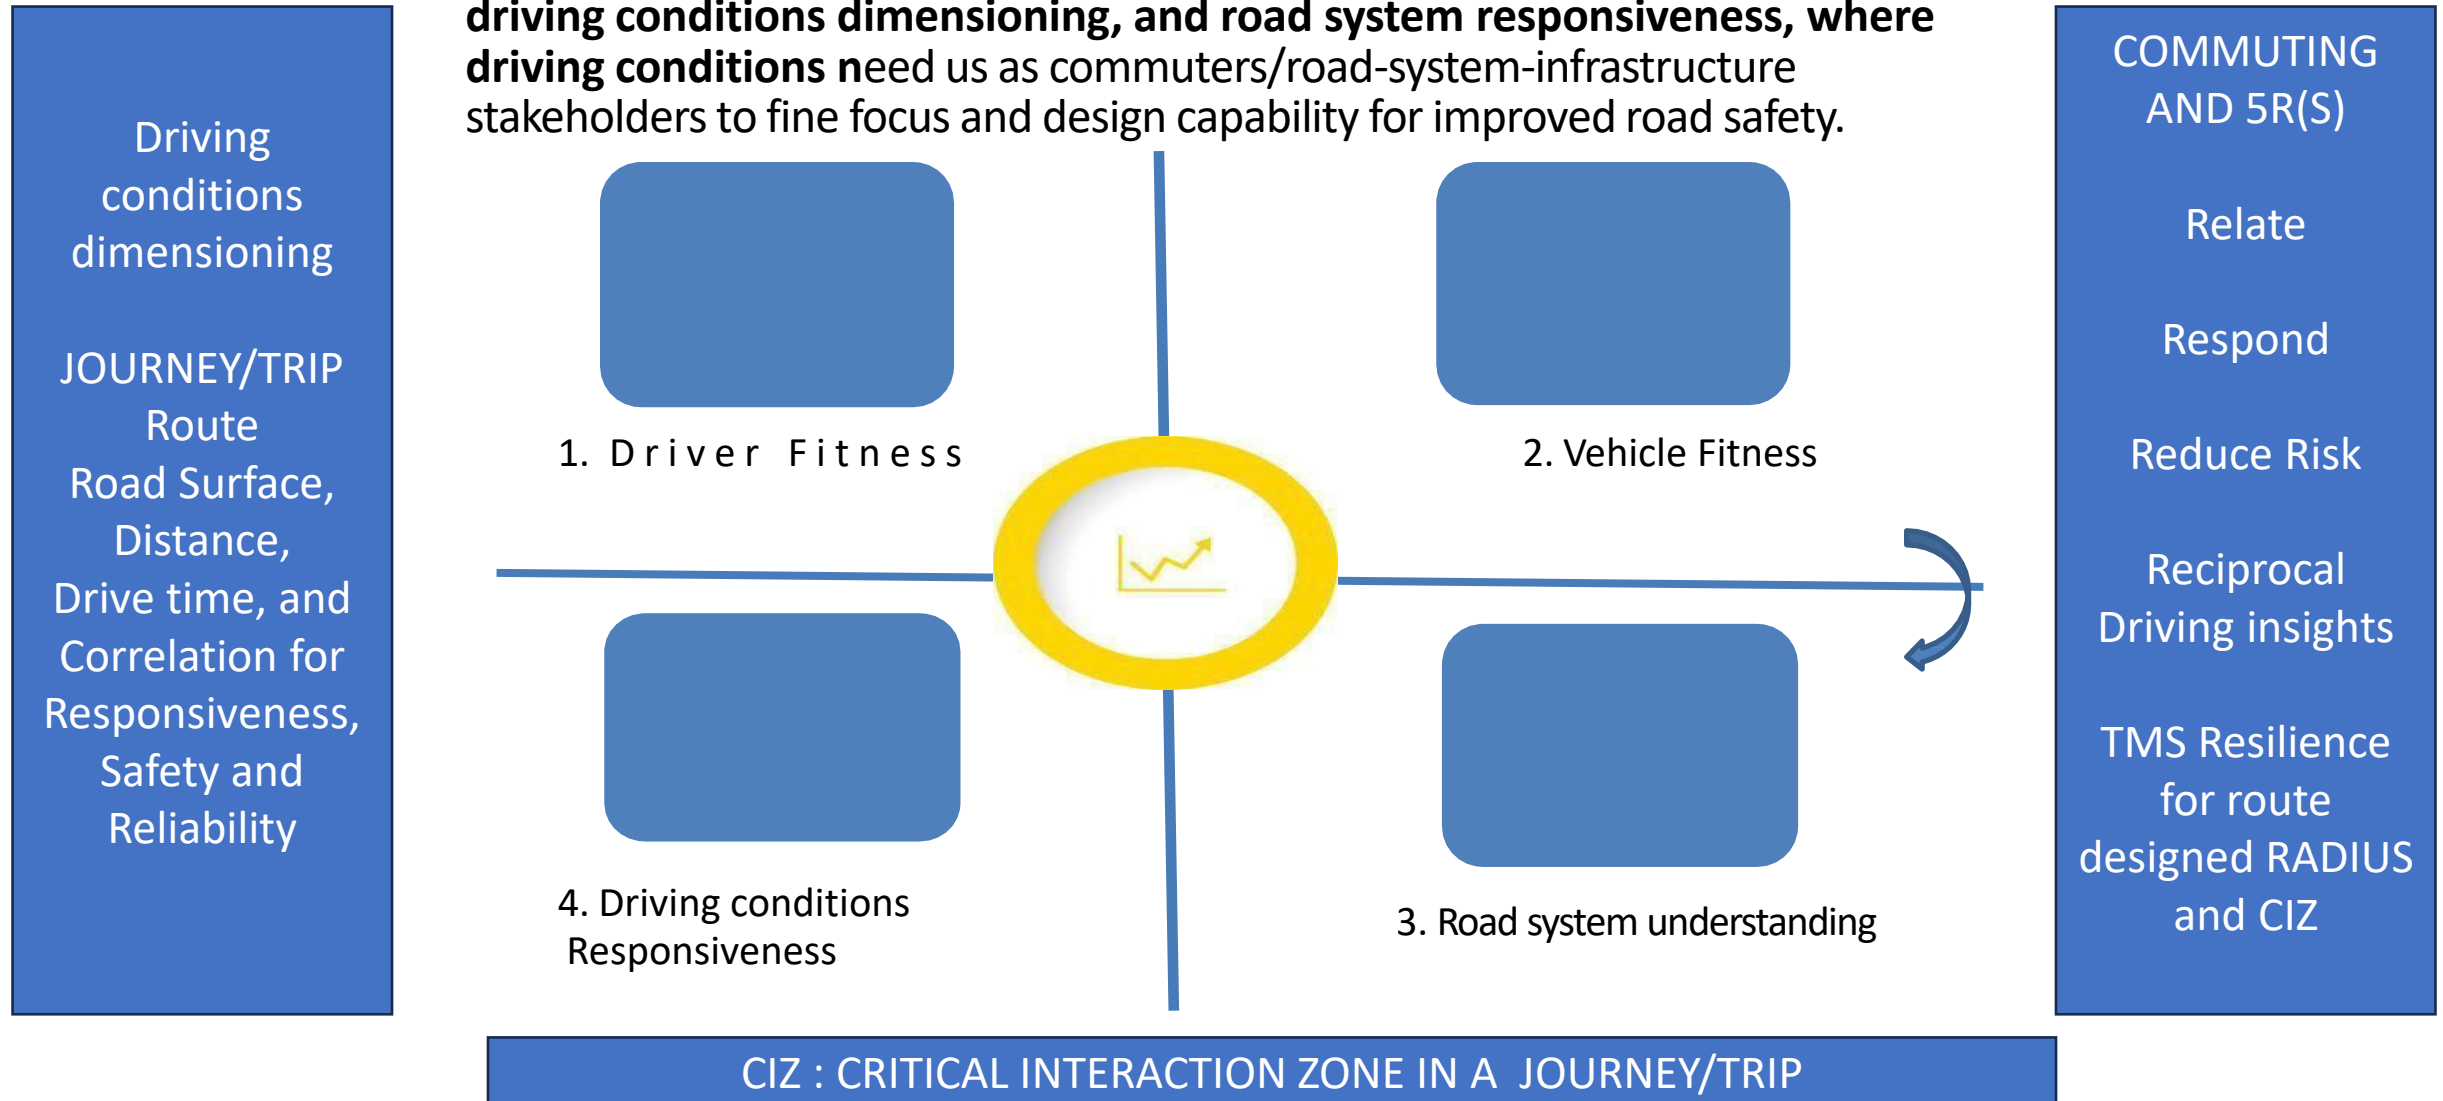 driving conditions dimensioning, and road system responsiveness, where
driving conditions need us as commuters/road-system-infrastructure
stakeholders to fine focus and design capability for improved road safety.
Driving
conditions
dimensioning
JOURNEY/TRIP
Route
Road Surface,
Distance,
Drive time, and
Correlation for
Responsiveness,
Safety and
Reliability
1. Driver Fitness
2. Vehicle Fitness
4. Driving conditions
Responsiveness
3. Road system understanding
COMMUTING
AND 5R(S)
Relate
Respond
Reduce Risk
Reciprocal
Driving insights
TMS Resilience
for route
designed RADIUS
and CIZ
CIZ : CRITICAL INTERACTION ZONE IN A JOURNEY/TRIP